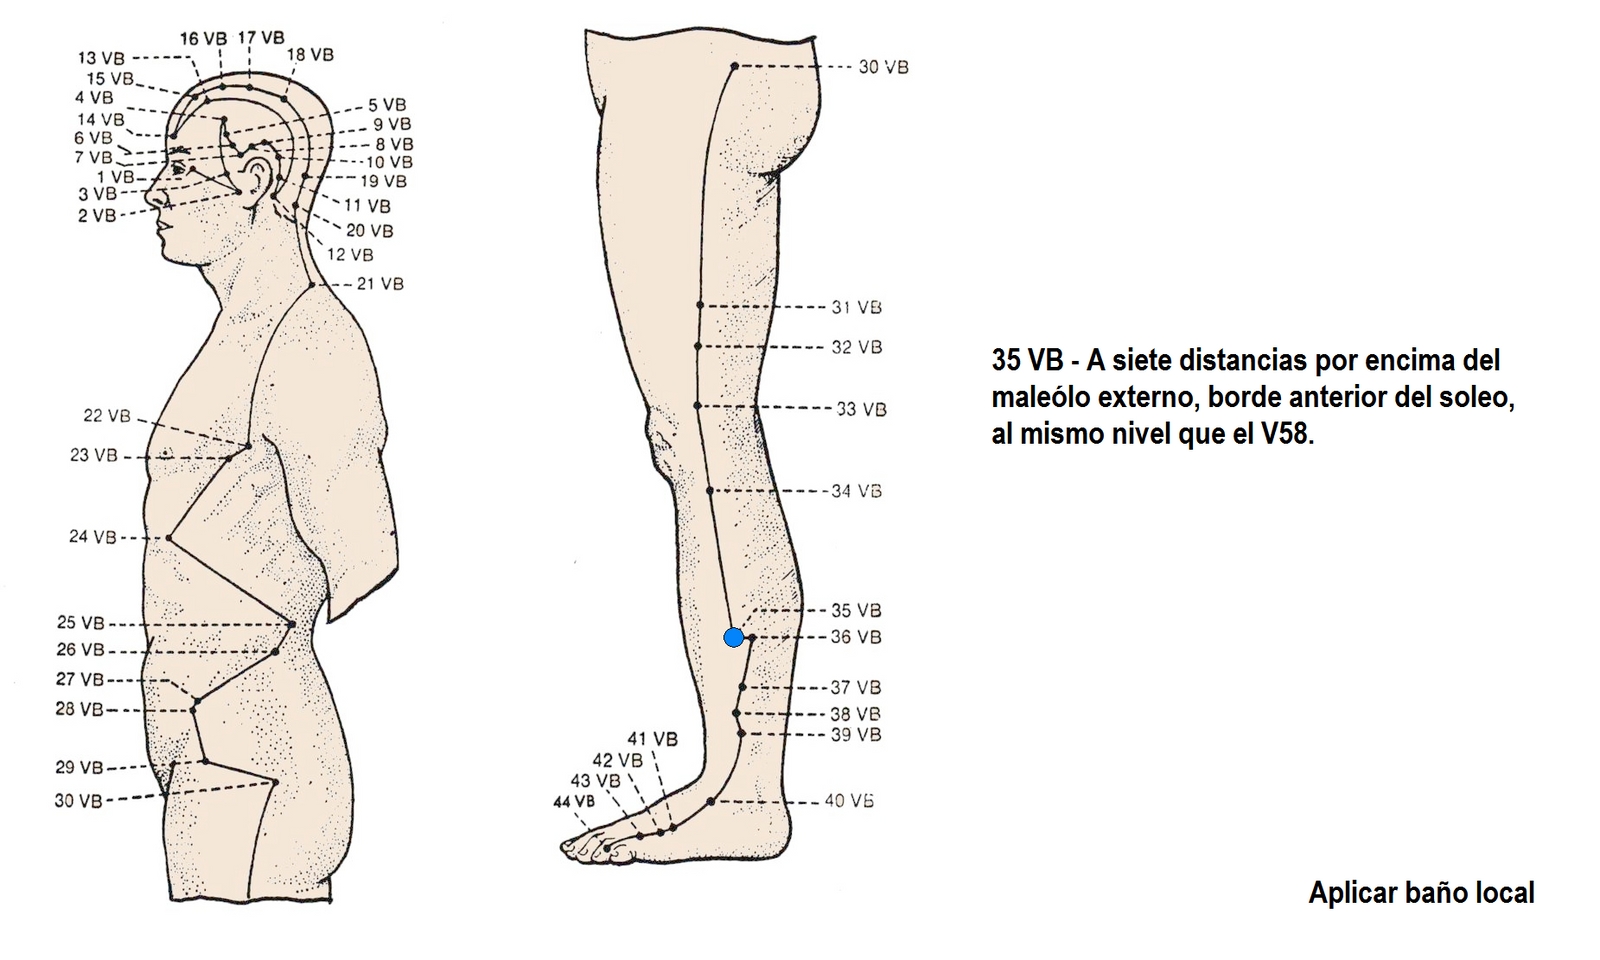 16 VB
17 VB
13 VB
18 VB
15 VB
4 VB
5 VB
14 VB
9 VB
6 VB
8 VB
7 VB
10 VB
1 VB
19 VB
3 VB
11 VB
2 VB
20 VB
12 VB
21 VB
22 VB
23 VB
24 VB
25 VB
26 VB
27 VB
28 VB
29 VB
30 VB
30 VB
31 VB
32 VB
33 VB
34 VB
35 VB
36 VB
37 VB
38 VB
39 VB
41 VB
42 VB
43 VB
44 VB
40 VB
35 VB - A siete distancias por encima del
maleólo externo, borde anterior del soleo,
al mismo nivel que el V58.
Aplicar baño local